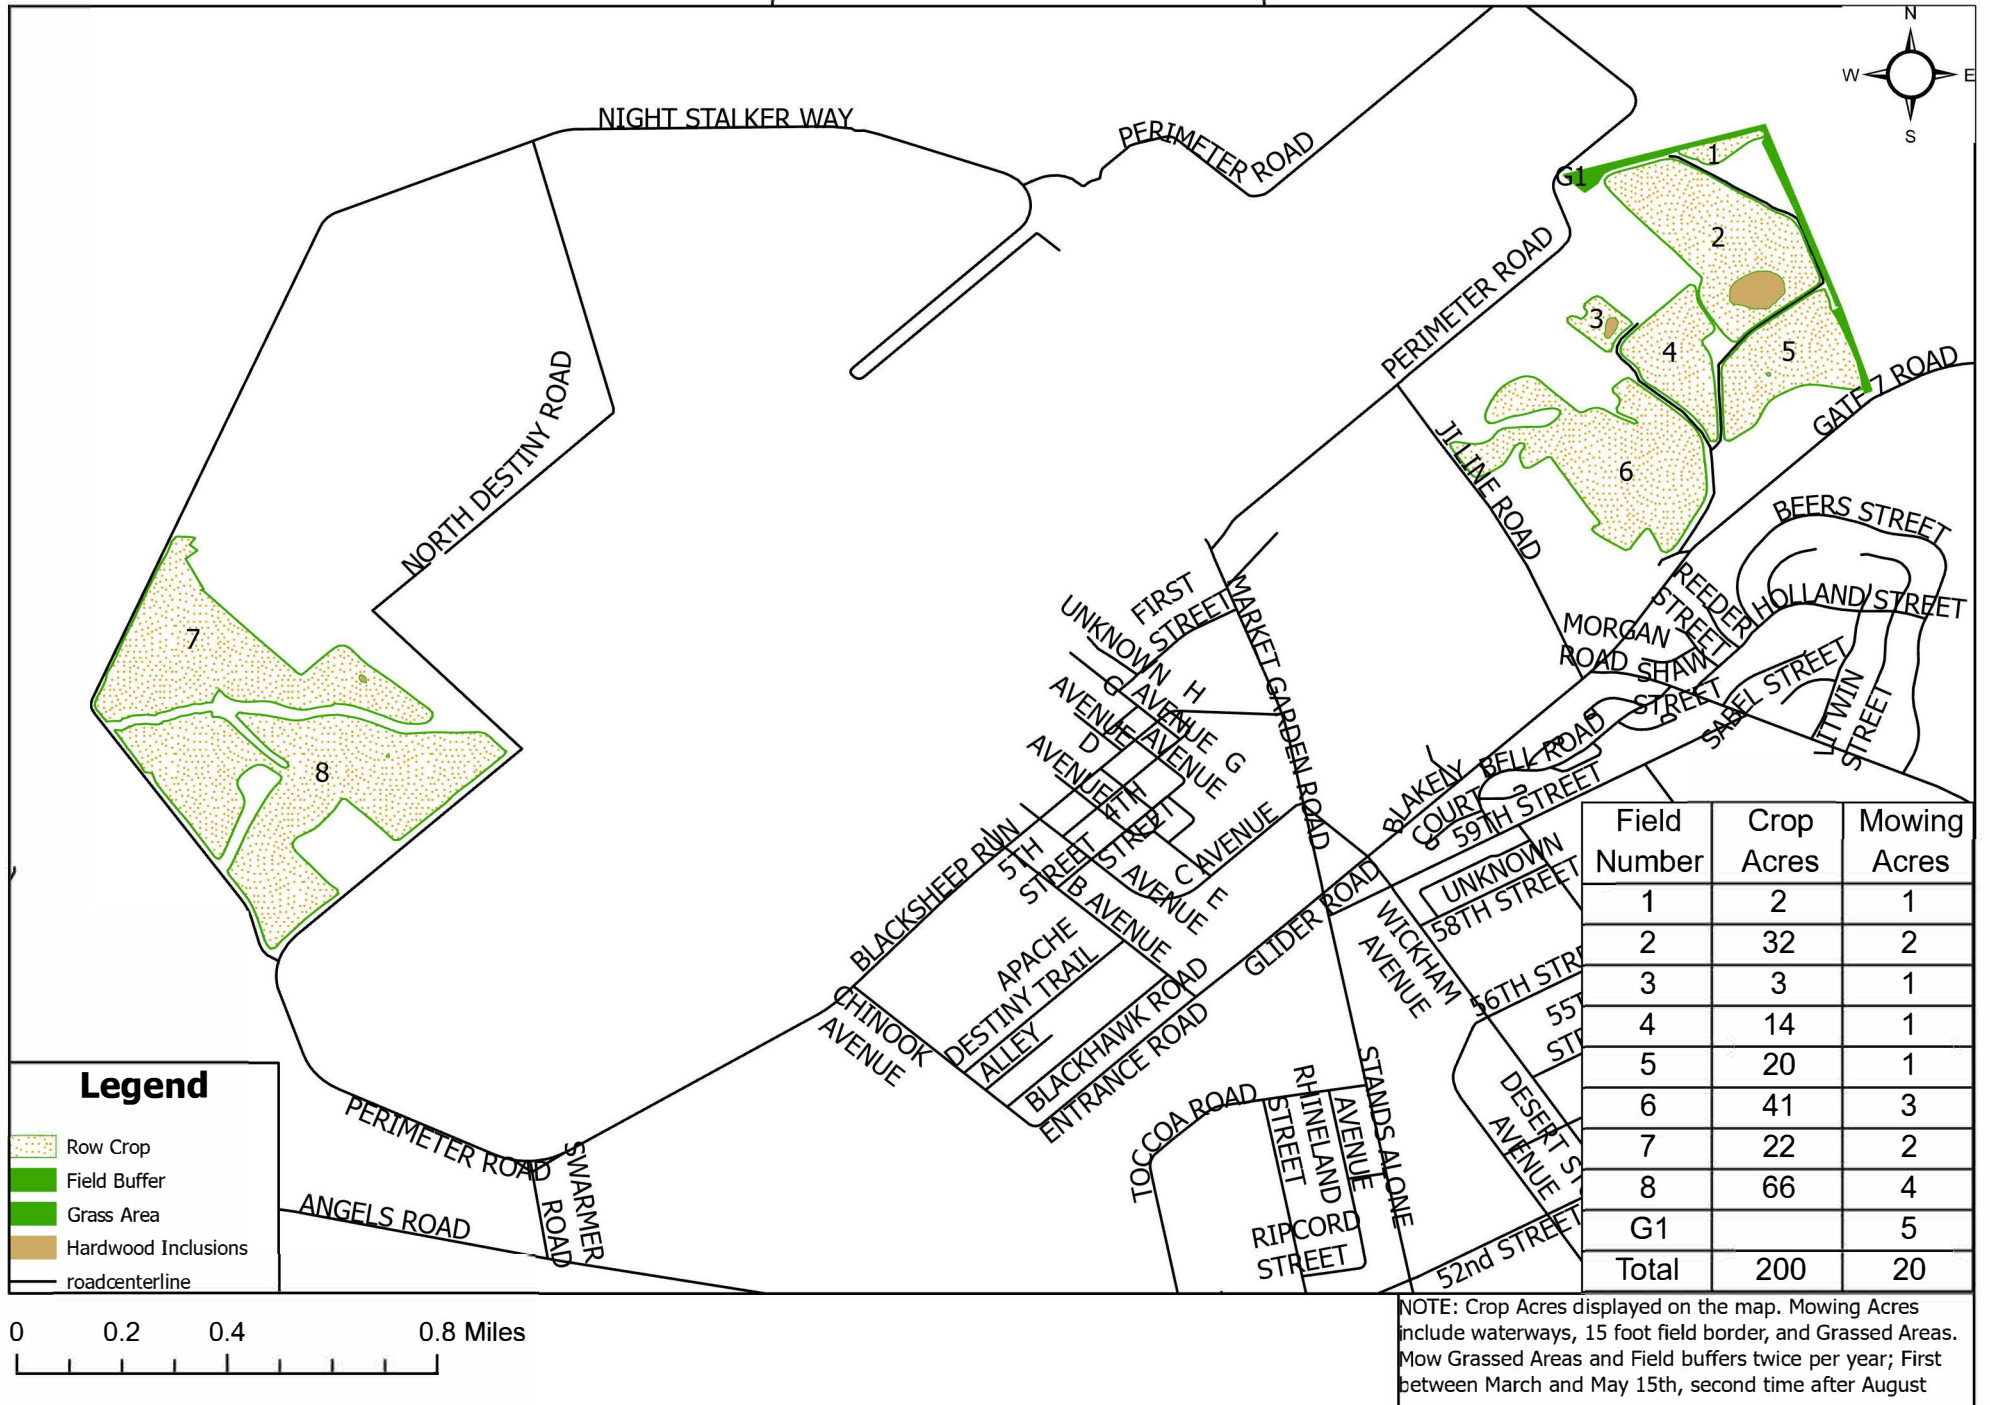 N
W E
S
NIGHT STALKER WAY
PERIMETER ROAD
G1
1
2
3
4
5
6
PERIMETER ROAD
GATE 7 ROAD
JI LINE ROAD
NORTH DESTINY ROAD
7
8
BEERS STREET
REEDER
STREET
HOLLAND STREET
MORGAN
ROAD
SHAW
STREET
SABEL STREET
LITWIN
STREET
FIRST
STREET
UNKNOWN
MARKET GARDEN ROAD
H
AVENUE
G
AVENUE
G
AVENUE
D
AVENUE
4TH
STREET
5TH
STREET
C AVENUE
E
AVENUE
B AVENUE
BLACKSHEEP RUN
BLAKELY
COURT
BELL ROAD
59TH STREET
UNKNOWN
58TH STREET
GLIDER ROAD
WICKHAM
AVENUE
56TH STRE
55T
STR
APACHE
DESTINY TRAIL
ALLEY
CHINOOK
AVENUE
BLACKHAWK ROAD
ENTRANCE ROAD
STANDS ALONE
TOCCOA ROAD
RHINELAND
STREET
AVENUE
RIPCORD
STREET
DESERT ST
AVENUE
52nd STREET
PERIMETER ROAD
SWARMER
ROAD
ANGELS ROAD
Field Number Crop Acres Mowing Acres
1 2 1
2 32 2
3 3 1
4 14 1
5 20 1
6 41 3
7 22 2
8 66 4
G1 5
Total 200 20
Legend
Row Crop
Field Buffer
Grass Area
Hardwood Inclusions
roadcenterline
0 0.2 0.4 0.8 Miles
NOTE: Crop Acres displayed on the map. Mowing Acres
include waterways, 15 foot field border, and Grassed Areas.
Mow Grassed Areas and Field buffers twice per year; First
between March and May 15th, second time after August